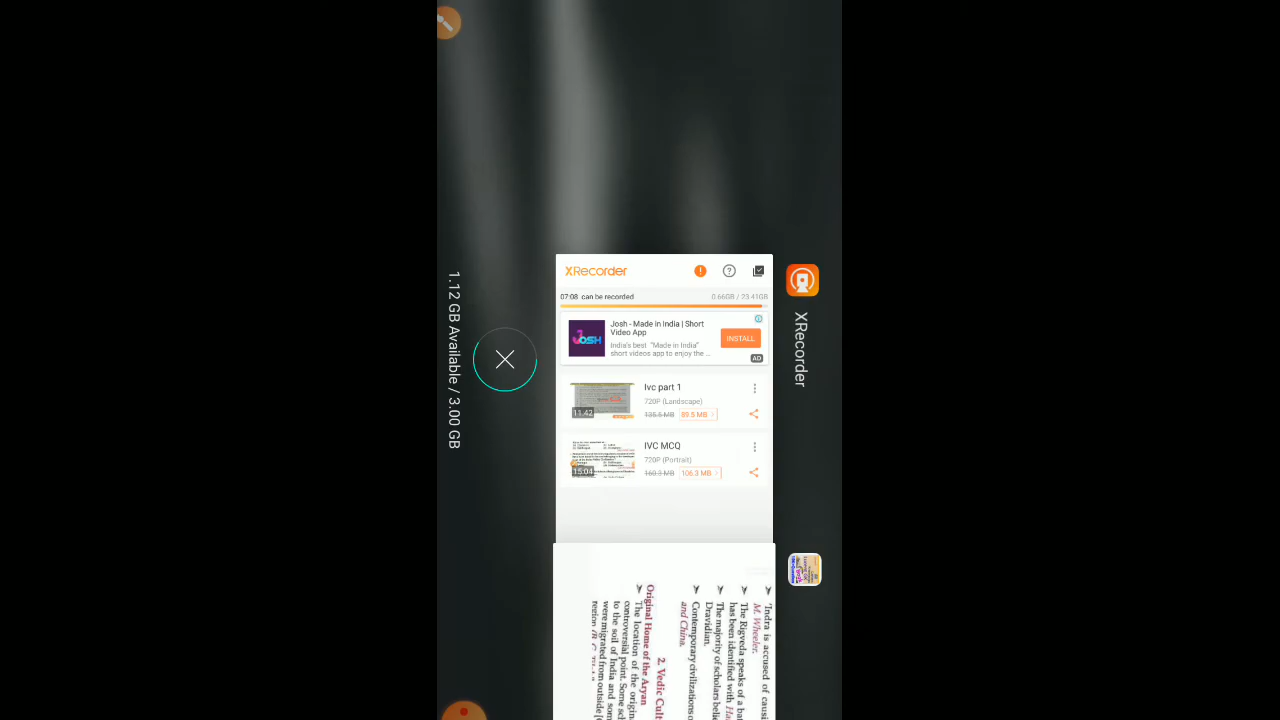 XRecorder
07:08 can be recorded
0.66GB / 23.41GB
Josh - Made in India | Short
Video App
India's best "Made in India"
short videos app to enjoy the ...
INSTALL
AD
JOSH
Ivc part 1
720P (Landscape)
135.5 MB 89.5 MB >
11:42
IVC MCQ
720P (Portrait)
160.3 MB 106.3 MB >
15:01
XRecorder
1.12 GB Available / 3.00 GB
'Indra is accused of causi
M. Wheeler.
The Rigveda speaks of a bat
has been identified with Ha
The majority of scholars beli
Dravidian.
Contemporary civilizations o
and China.
2. Vedic Cult
Original Home of the Aryan
The location of the origin
controversial point. Some sch
to the soil of India and som
were migrated from outside